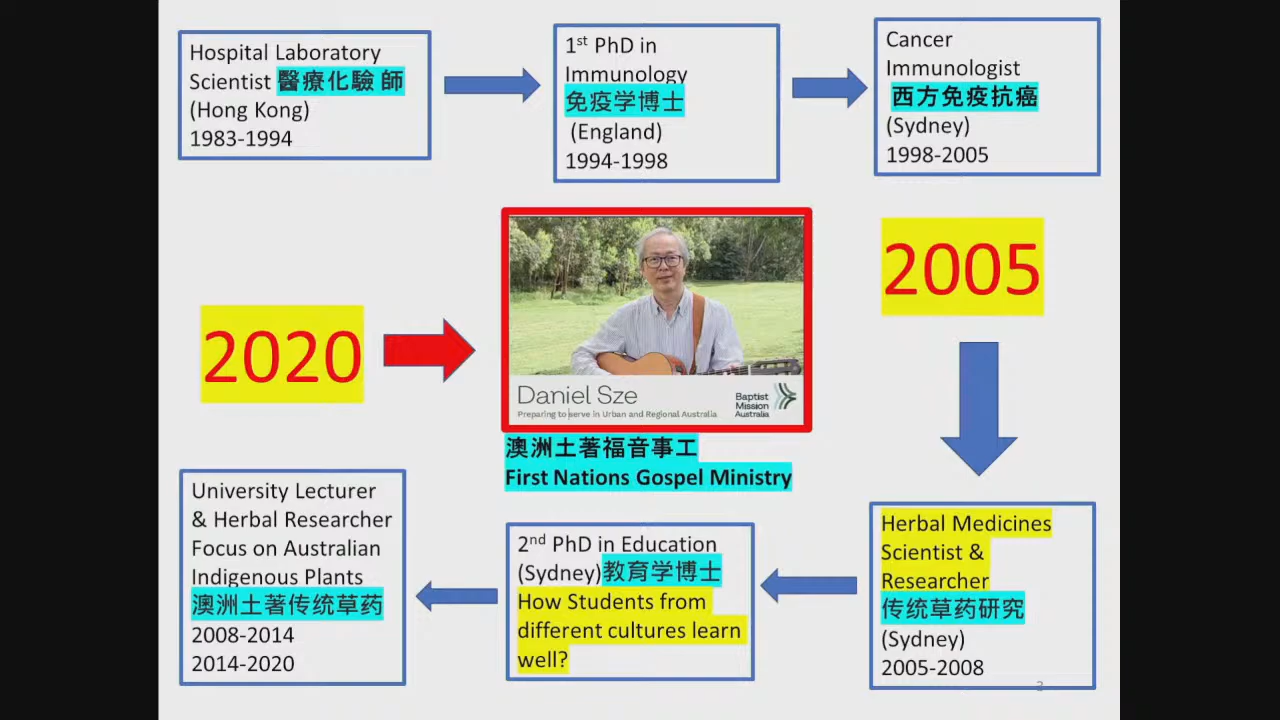 Hospital Laboratory
Scientist 醫療化驗 師
(Hong Kong)
1983-1994
1st PhD in
Immunology
免疫学博士
(England)
1994-1998
Cancer
Immunologist
西方免疫抗癌
(Sydney)
1998-2005
2005
2020
Daniel Sze
Preparing to serve in Urban and Regional Australia
Baptist
Mission
Australia
澳洲土著福音事工
First Nations Gospel Ministry
University Lecturer
& Herbal Researcher
Focus on Australian
Indigenous Plants
澳洲土著传统草药
2008-2014
2014-2020
2nd PhD in Education
(Sydney)教育学博士
How Students from
different cultures learn
well?
Herbal Medicines
Scientist &
Researcher
传统草药研究
(Sydney)
2005-2008
2